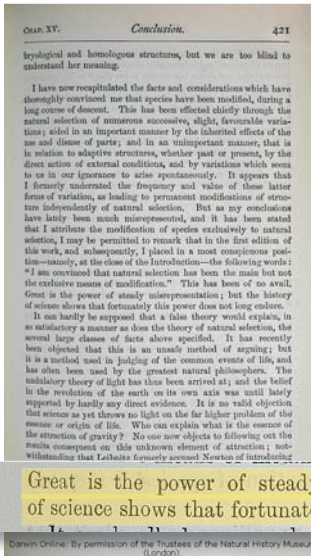 CHAP. XV. Conclusion. 421
bryological and homologous structures, but we are too blind to
understand her meaning.
I have now recapitulated the facts and considerations which have
thoroughly convinced me that species have been modified, during a
long course of descent. This has been effected chiefly through the
natural selection of numerous successive, slight, favourable varia-
tions; aided in an important manner by the inherited effects of the
use and disuse of parts; and in an unimportant manner, that is
in relation to adaptive structures, whether past or present, by the
direct action of external conditions, and by variations which seem
to us in our ignorance to arise spontaneously. It appears that
I formerly underrated the frequency and value of these latter
forms of variation, as leading to permanent modifications of struc-
ture independently of natural selection. But as my conclusions
have lately been much misrepresented, and it has been stated
that I attribute the modification of species exclusively to natural
selection, I may be permitted to remark that in the first edition of
this work, and subsequently, I placed in a most conspicuous posi-
tion—namely, at the close of the Introduction—the following words:
"I am convinced that natural selection has been the main but not
the exclusive means of modification." This has been of no avail.
Great is the power of steady misrepresentation; but the history
of science shows that fortunately this power does not long endure.
It can hardly be supposed that a false theory would explain, in
so satisfactory a manner as does the theory of natural selection, the
several large classes of facts above specified. It has recently
been objected that this is an unsafe method of arguing; but
it is a method used in judging of the common events of life, and
has often been used by the greatest natural philosophers. The
undulatory theory of light has thus been arrived at; and the belief
in the revolution of the earth on its own axis was until lately
supported by hardly any direct evidence. It is no valid objection
that science as yet throws no light on the far higher problem of the
essence or origin of life. Who can explain what is the essence of
the attraction of gravity? No one now objects to following out the
results consequent on this unknown element of attraction; not-
withstanding that Leibnitz formerly accused Newton of introducing
Great is the power of steady
of science shows that fortunat
Darwin Online: By permission of the Trustees of the Natural History Museum
(London)